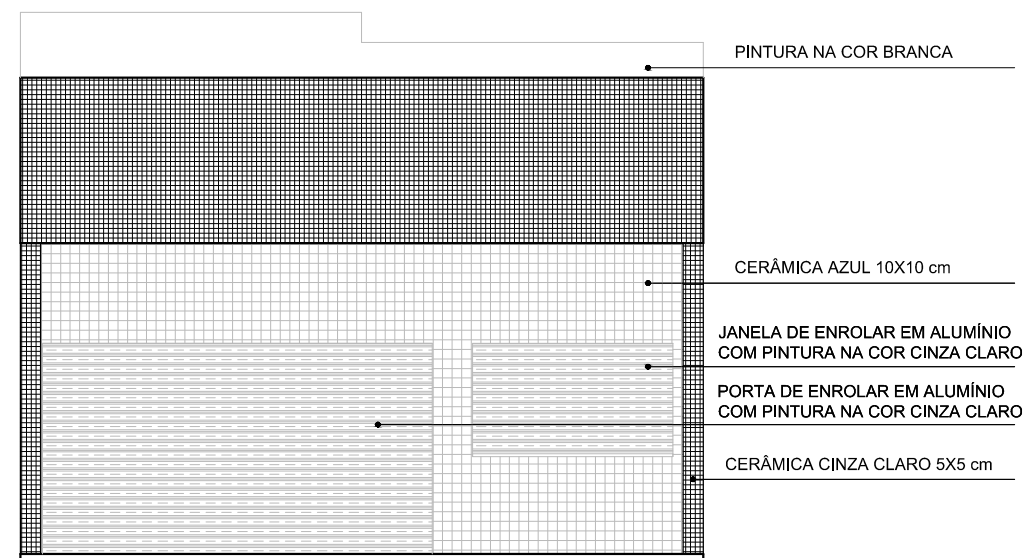 PINTURA NA COR BRANCA
CERÂMICA AZUL 10X10 cm
JANELA DE ENROLAR EM ALUMÍNIO
COM PINTURA NA COR CINZA CLARO
PORTA DE ENROLAR EM ALUMÍNIO
COM PINTURA NA COR CINZA CLARO
CERÂMICA CINZA CLARO 5X5 cm